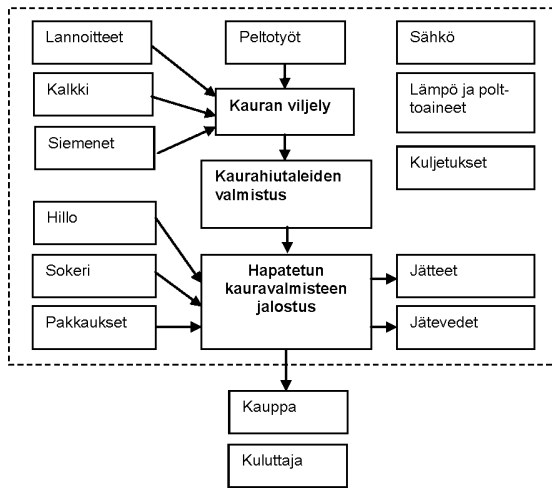 Lannoitteet
Peltotyöt
Sähkö
Kalkki
Kauran viljely
Lämpö ja polt-
toaineet
Siemenet
Kaurahiutaleiden
valmistus
Kuljetukset
Hillo
Sokeri
Hapatetun
kauravalmisteen
jalostus
Jätteet
Pakkaukset
Jätevedet
Kauppa
Kuluttaja